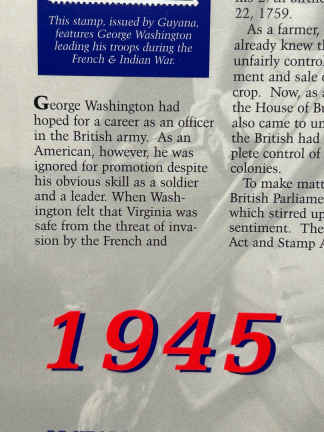 This stamp, issued by Guyana,
features George Washington
leading his troops during the
French & Indian War.
George Washington had
hoped for a career as an officer
in the British army. As an
American, however, he was
ignored for promotion despite
his obvious skill as a soldier
and a leader. When Wash-
ington felt that Virginia was
safe from the threat of inva-
sion by the French and
22, 1759.
As a farmer,
already knew th
unfairly contro
ment and sale o
crop. Now, as
the House of Bu
also came to un
the British had
plete control of
colonies.
To make matt
British Parliame
which stirred up
sentiment. The
Act and Stamp A
1945